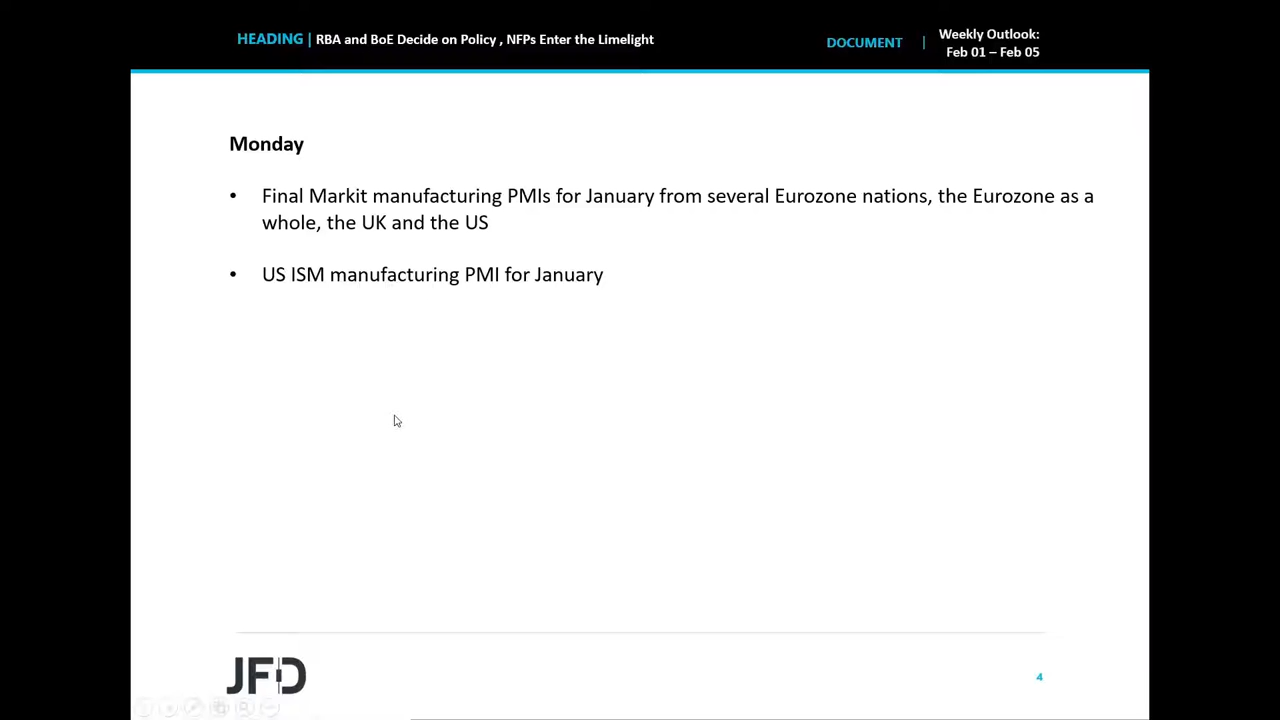 HEADING | RBA and BoE Decide on Policy , NFPs Enter the Limelight
DOCUMENT | Weekly Outlook:
Feb 01 – Feb 05
Monday
• Final Markit manufacturing PMIs for January from several Eurozone nations, the Eurozone as a
whole, the UK and the US
• US ISM manufacturing PMI for January
JFD
4